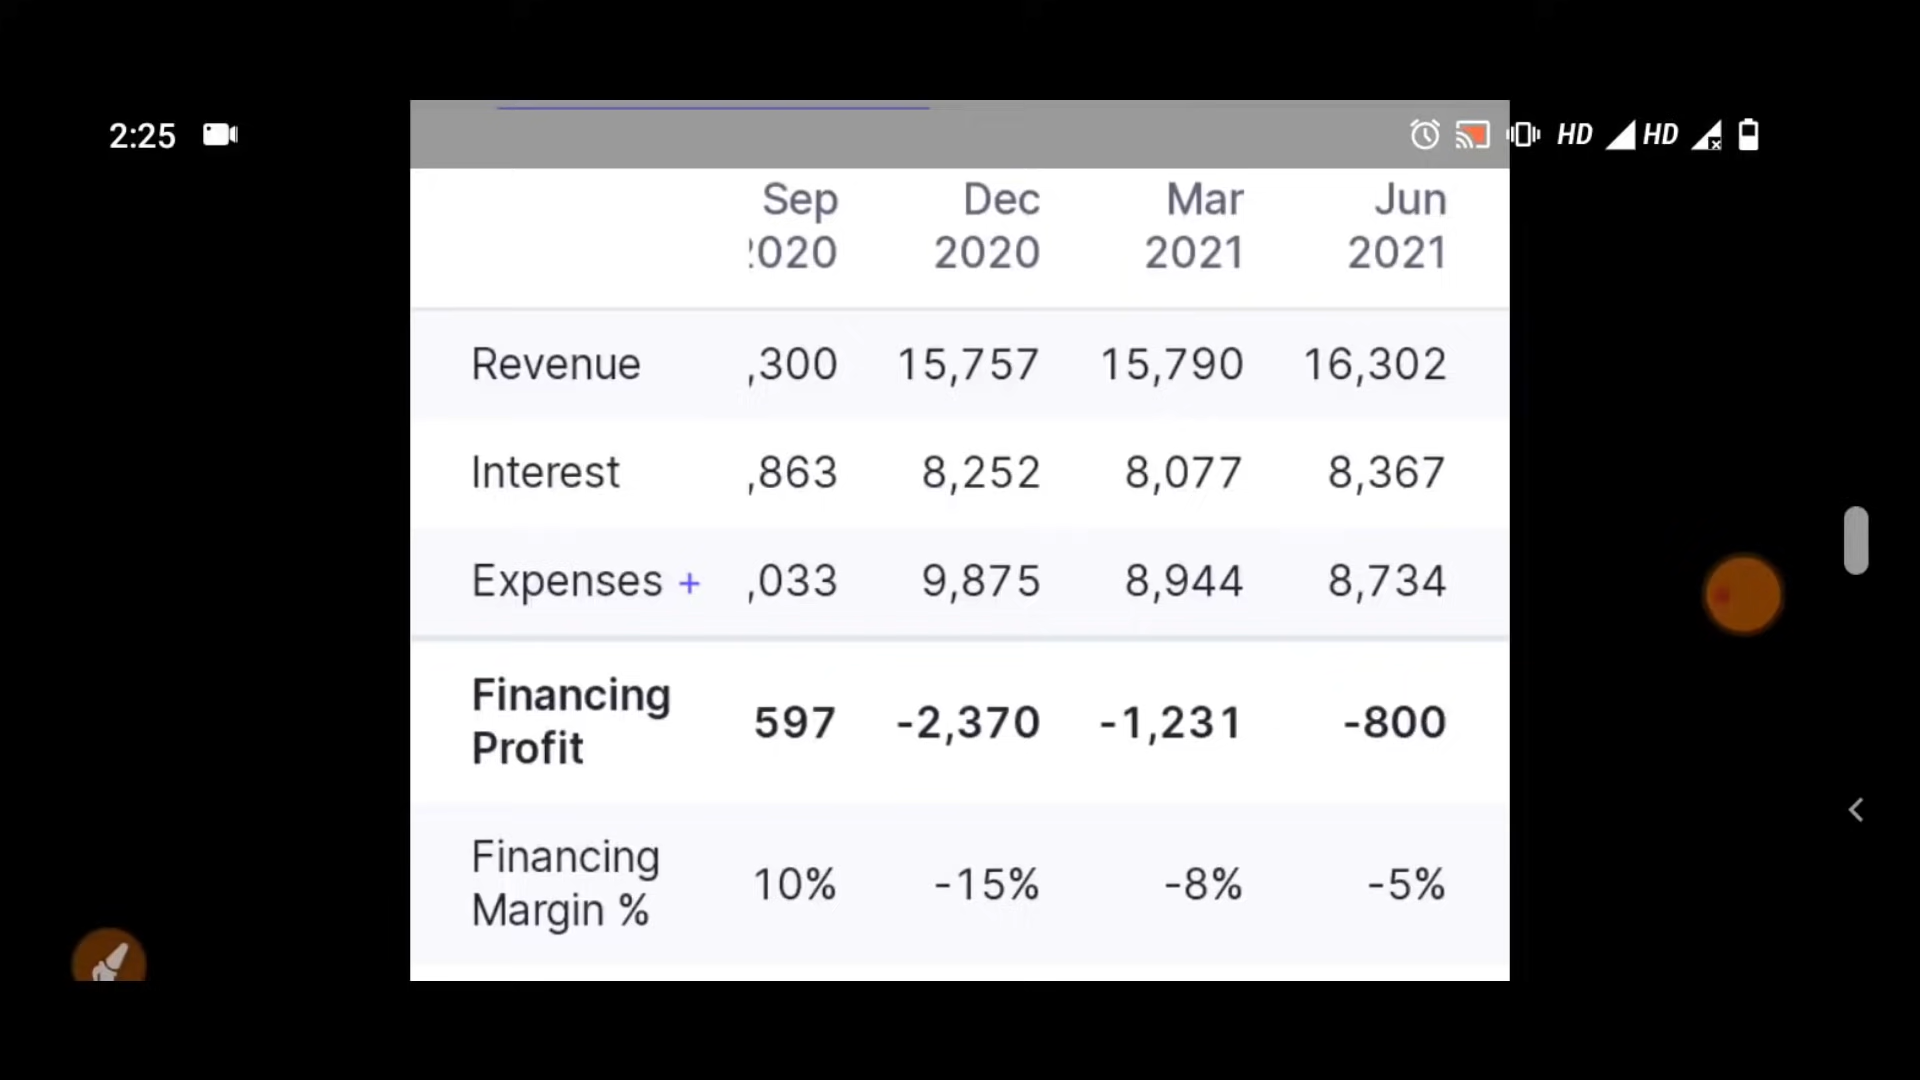 2:25 HD HD
Sep Dec Mar Jun
020 2020 2021 2021
Revenue ,300 15,757 15,790 16,302
Interest ,863 8,252 8,077 8,367
Expenses + ,033 9,875 8,944 8,734
Financing
Profit 597 -2,370 -1,231 -800
Financing
Margin % 10% -15% -8% -5%